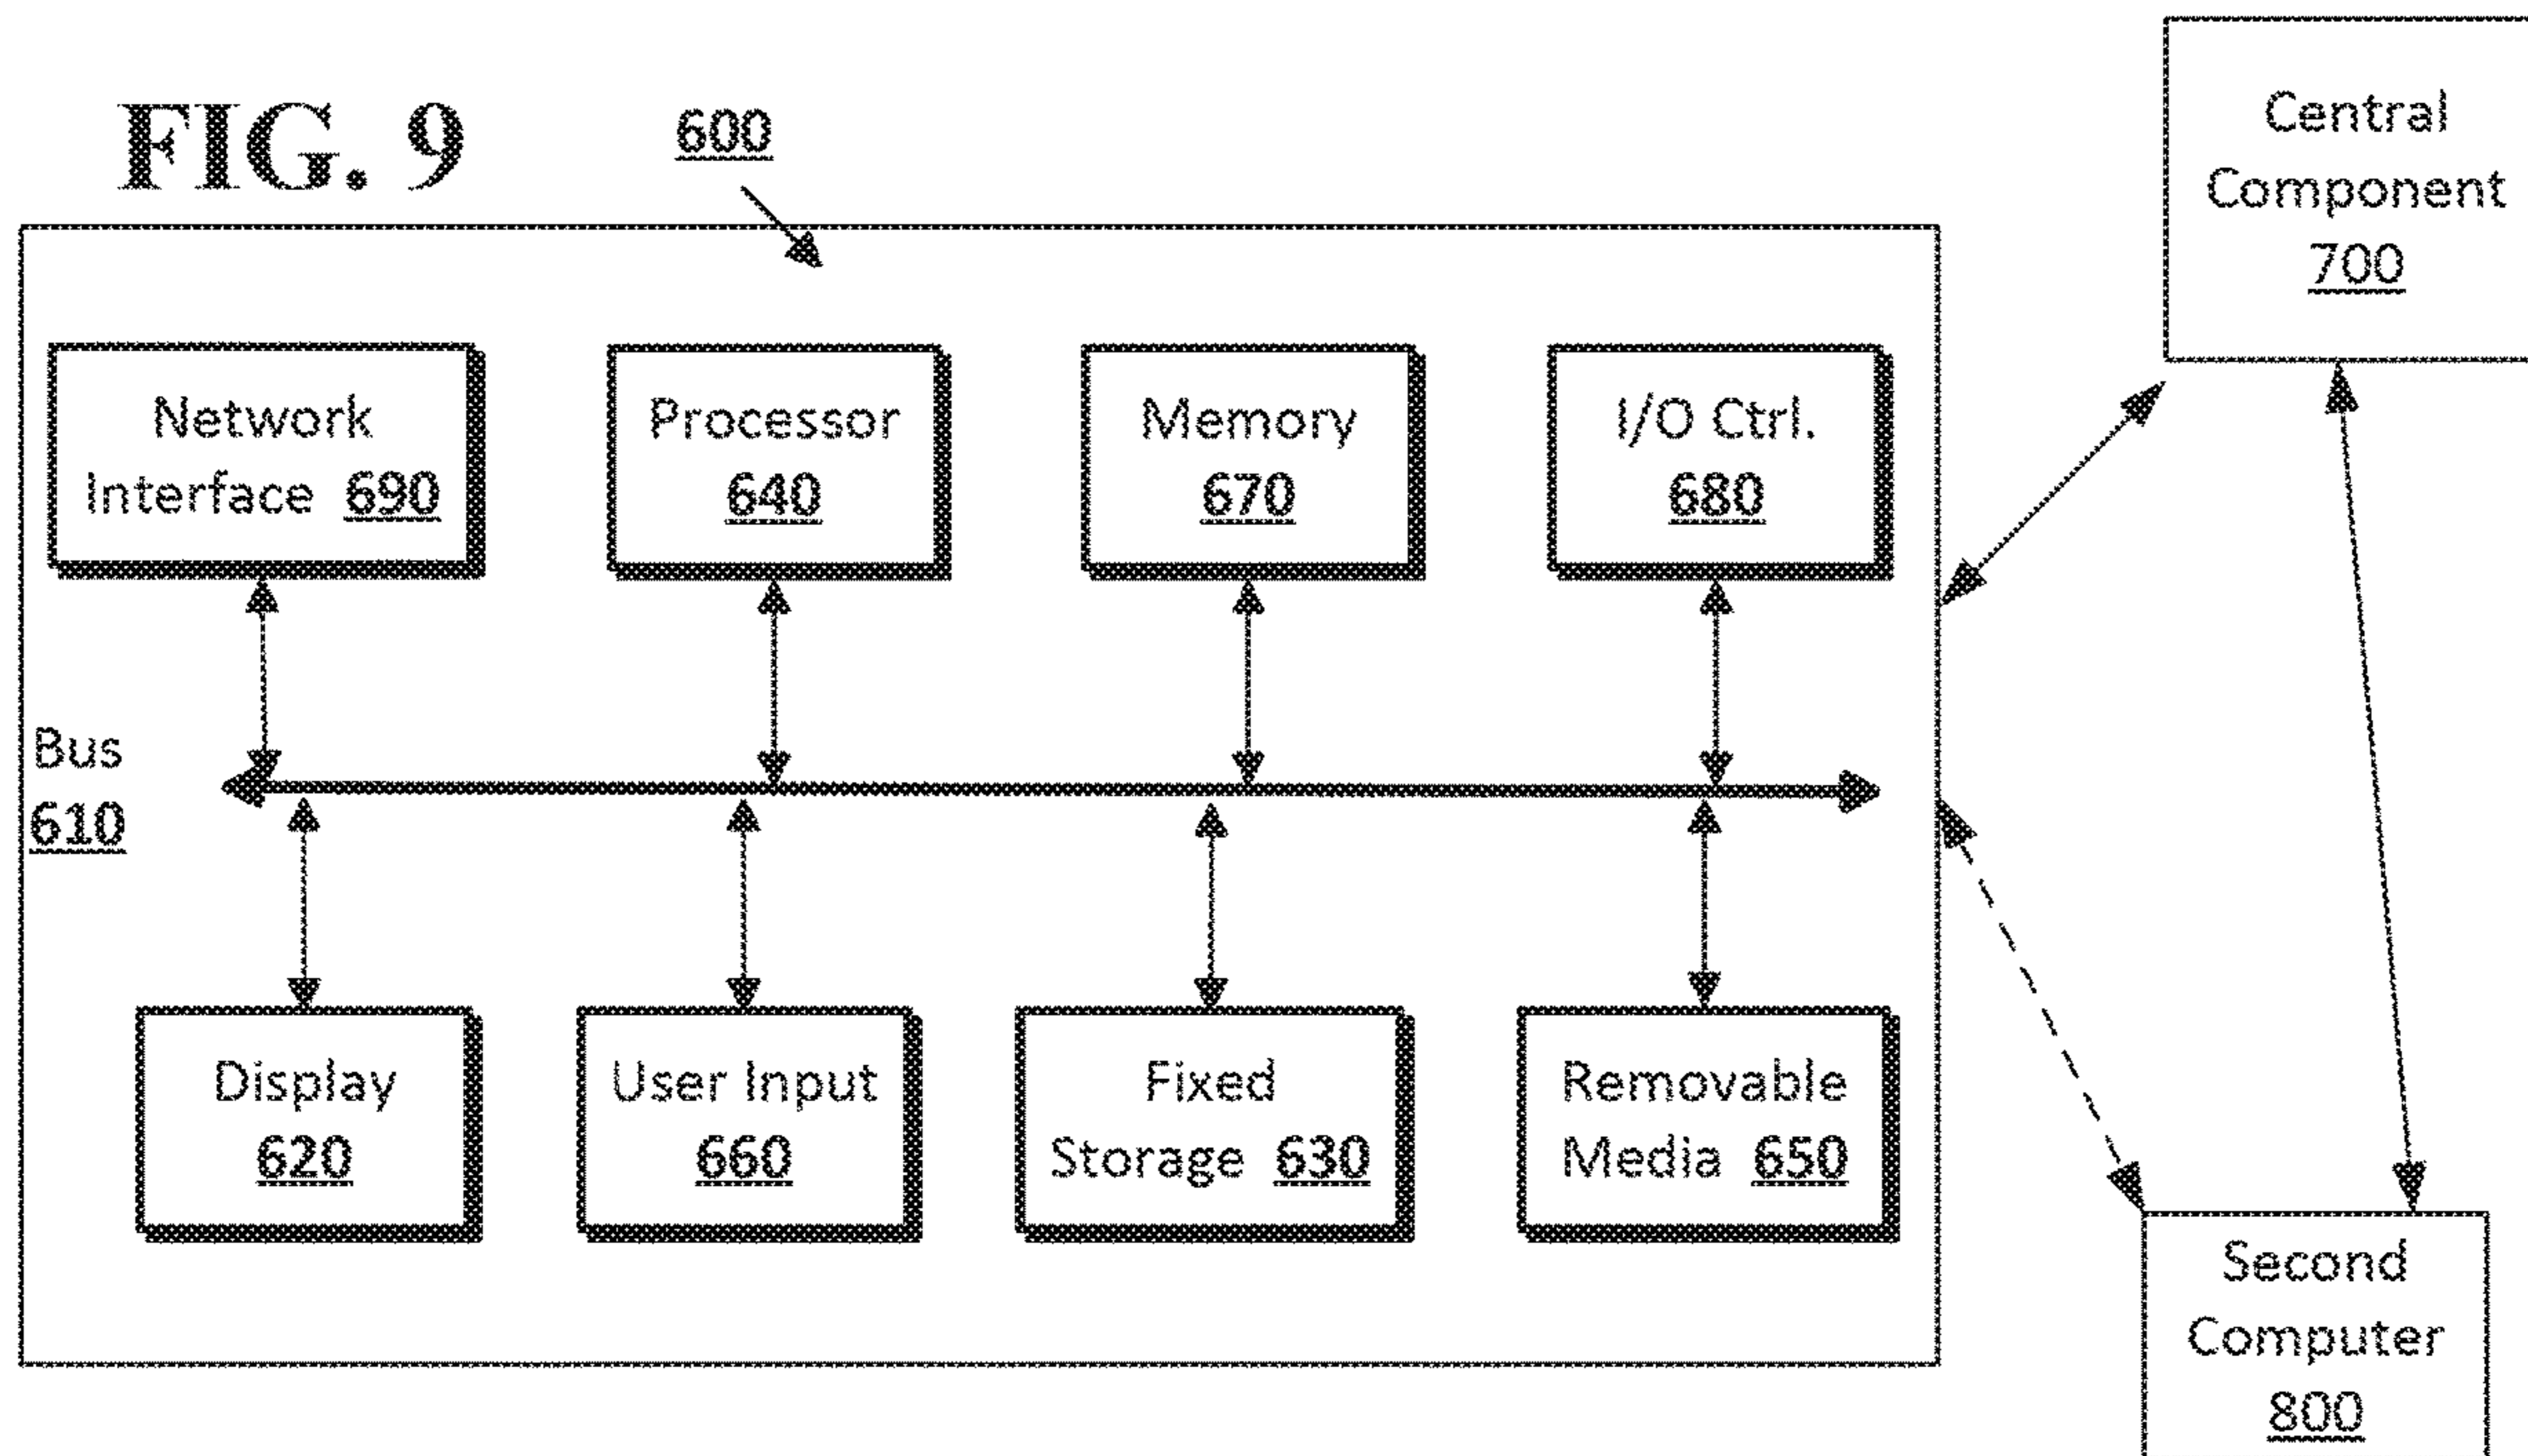 FIG. 9
600
Central
Component
700
Network
Interface 690
Processor
640
Memory
670
I/O Ctrl.
680
Bus
610
Display
620
User Input
660
Fixed
Storage 630
Removable
Media 650
Second
Computer
800